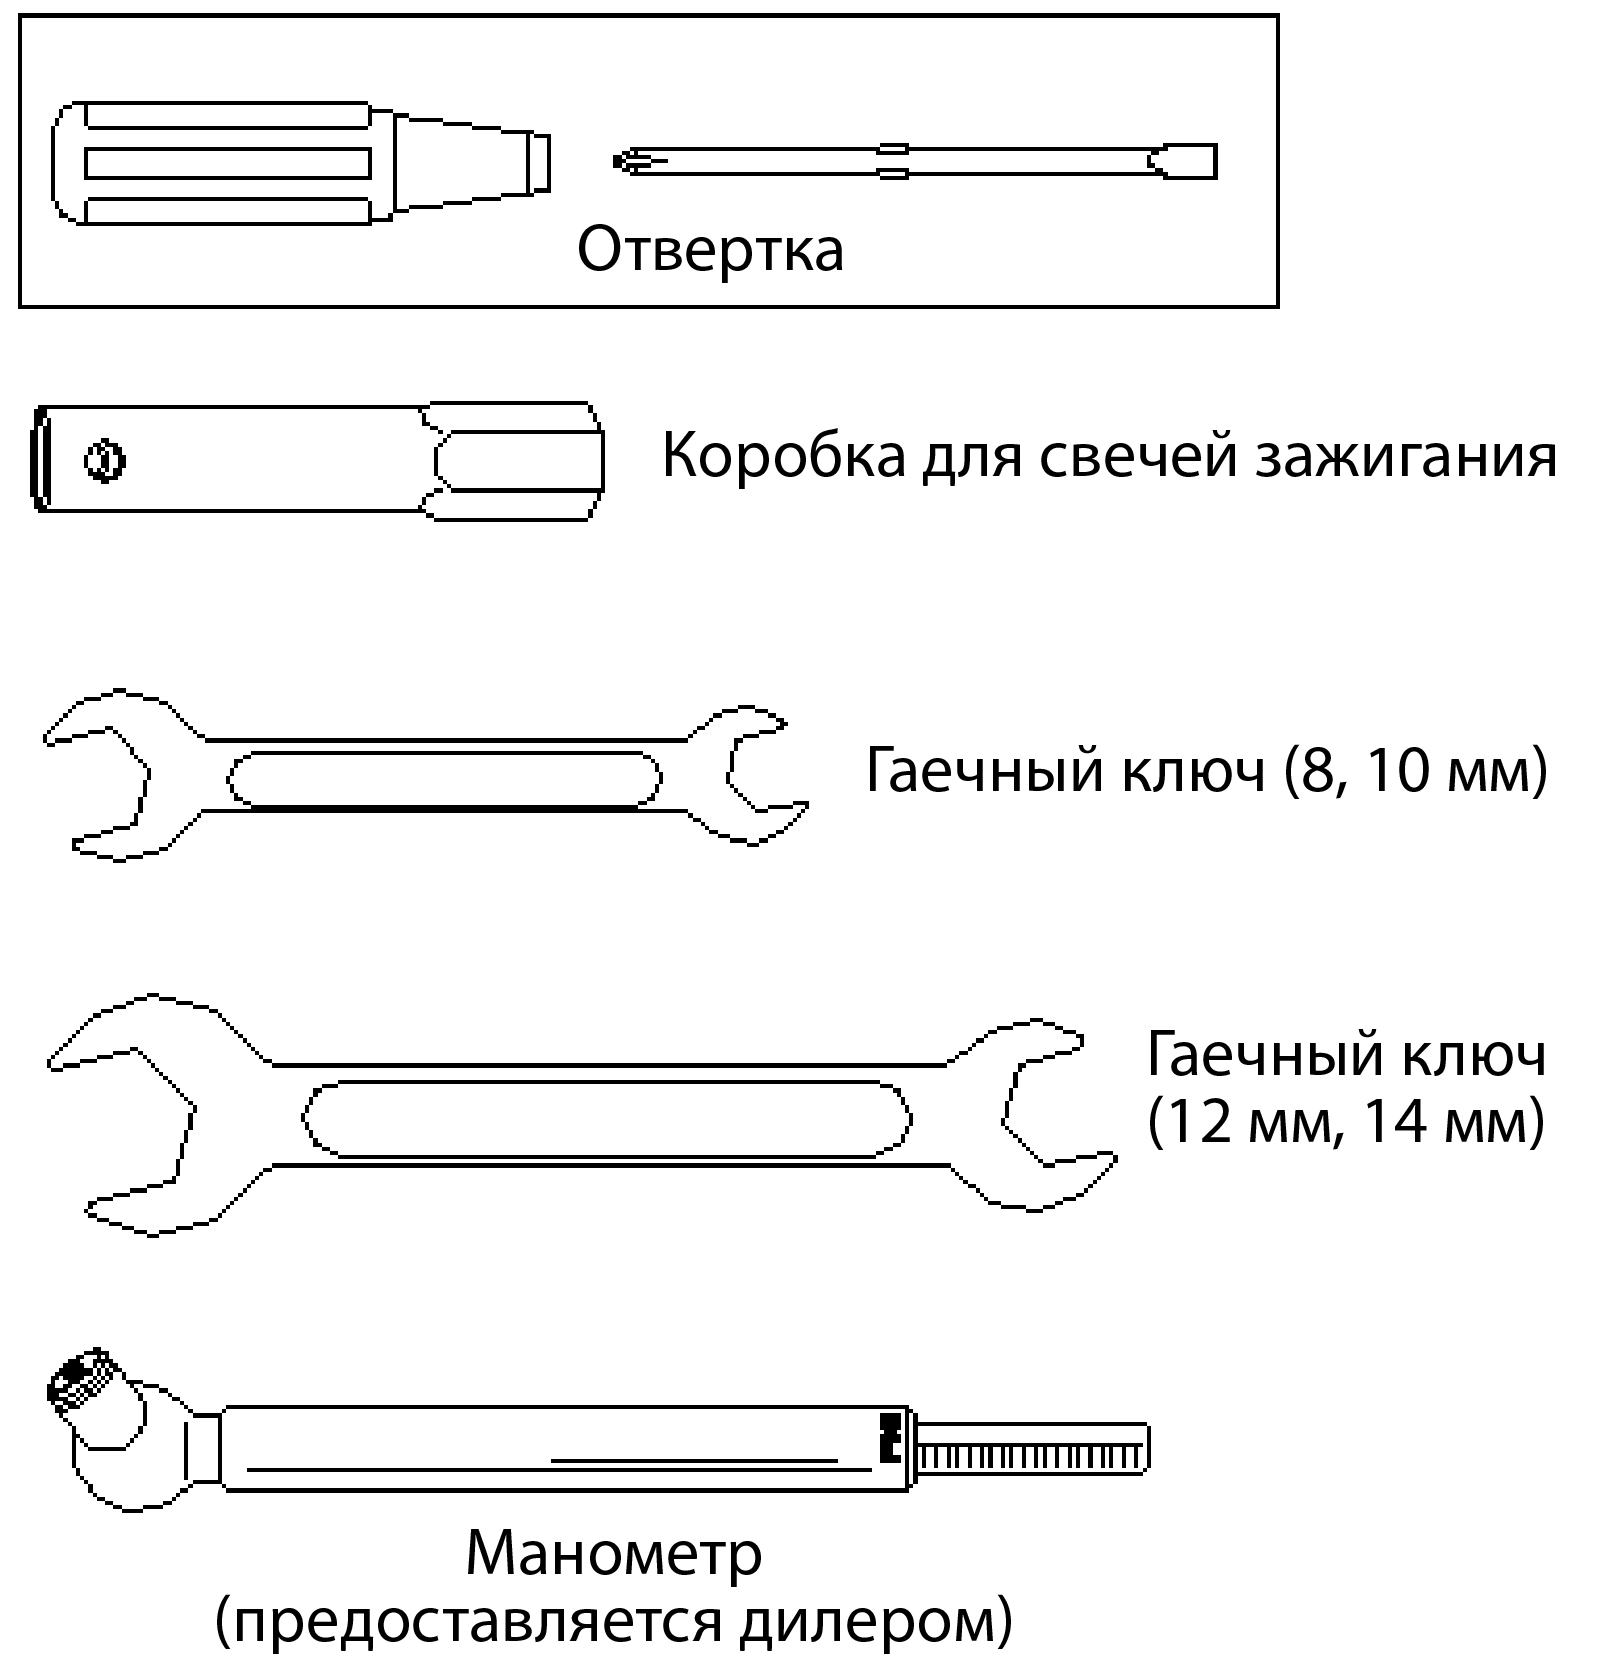 Отвертка
Коробка для свечей зажигания
Гаечный ключ (8, 10 мм)
Гаечный ключ
(12 мм, 14 мм)
Манометр
(предоставляется дилером)